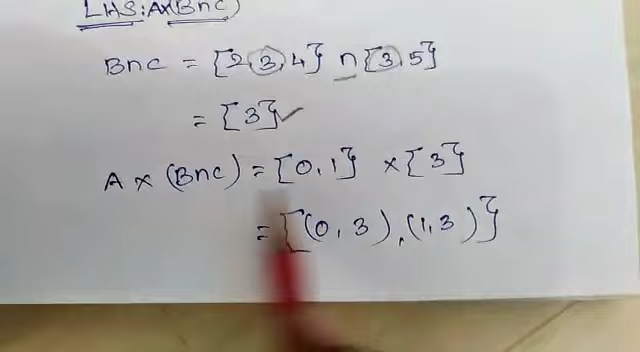 LHS: A×(B∩C)
B∩C = {2,3,4} ∩ {3,5}
= {3} ✓
A × (B∩C) = {0,1} × {3}
= {(0,3),(1,3)}